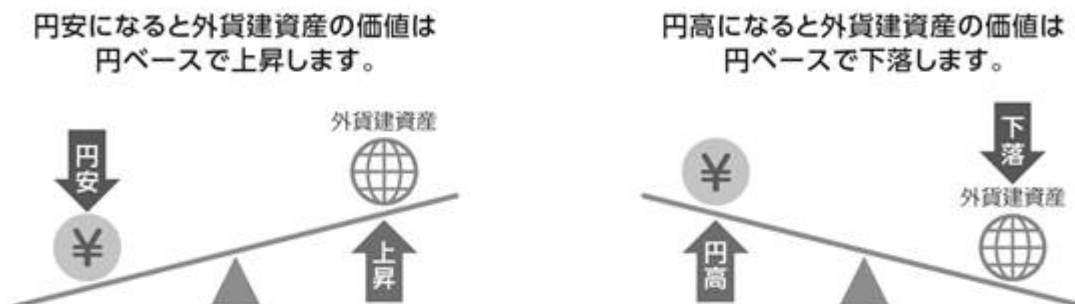 円安になると外貨建資産の価値は
円ベースで上昇します。
外貨建資産
円安
¥
上昇
円高になると外貨建資産の価値は
円ベースで下落します。
下落
¥
外貨建資産
円高